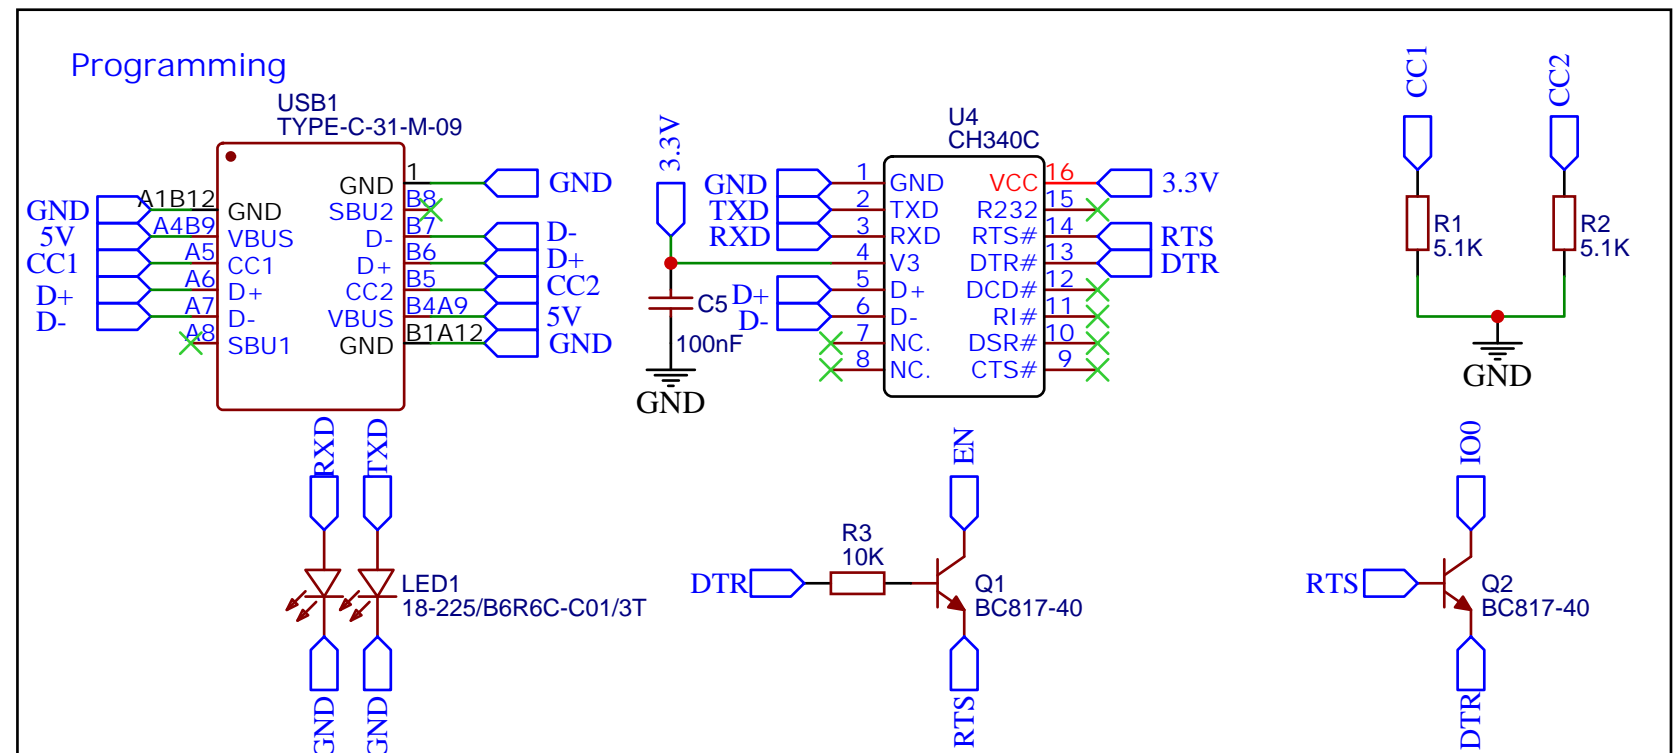 Programming
USB1
TYPE-C-31-M-09
GND A1B12 GND
5V A4B9 VBUS
CC1 A5 CC1
D+ A6 D+
D- A7 D-
A8 SBU1
GND 1 GND
SBU2 B8
D- B7 D-
D+ B6 D+
CC2 B5 CC2
VBUS B4A9 5V
GND B1A12 GND
3.3V
C5
100nF
GND
U4
CH340C
GND 1 GND
TXD 2 TXD
RXD 3 RXD
4 V3
D+ 5 D+
D- 6 D-
7 NC.
8 NC.
VCC 16 3.3V
R232 15
RTS# 14 RTS
DTR# 13 DTR
DCD# 12
RI# 11
DSR# 10
CTS# 9
CC1
CC2
R1
5.1K
R2
5.1K
GND
RXD
TXD
LED1
18-225/B6R6C-C01/3T
GND
GND
EN
R3
10K
DTR
Q1
BC817-40
RTS
IO0
RTS
Q2
BC817-40
DTR